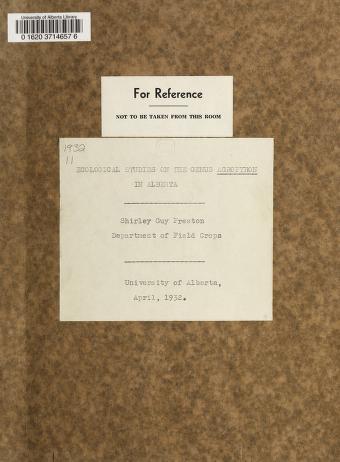 University of Alberta Library
0 1620 3714657 6
For Reference
NOT TO BE TAKEN FROM THIS ROOM
1932
11
ECOLOGICAL STUDIES ON THE GENUS AGROPYRON
IN ALBERTA
Shirley Guy Preston
Department of Field Crops
University of Alberta,
April, 1932.